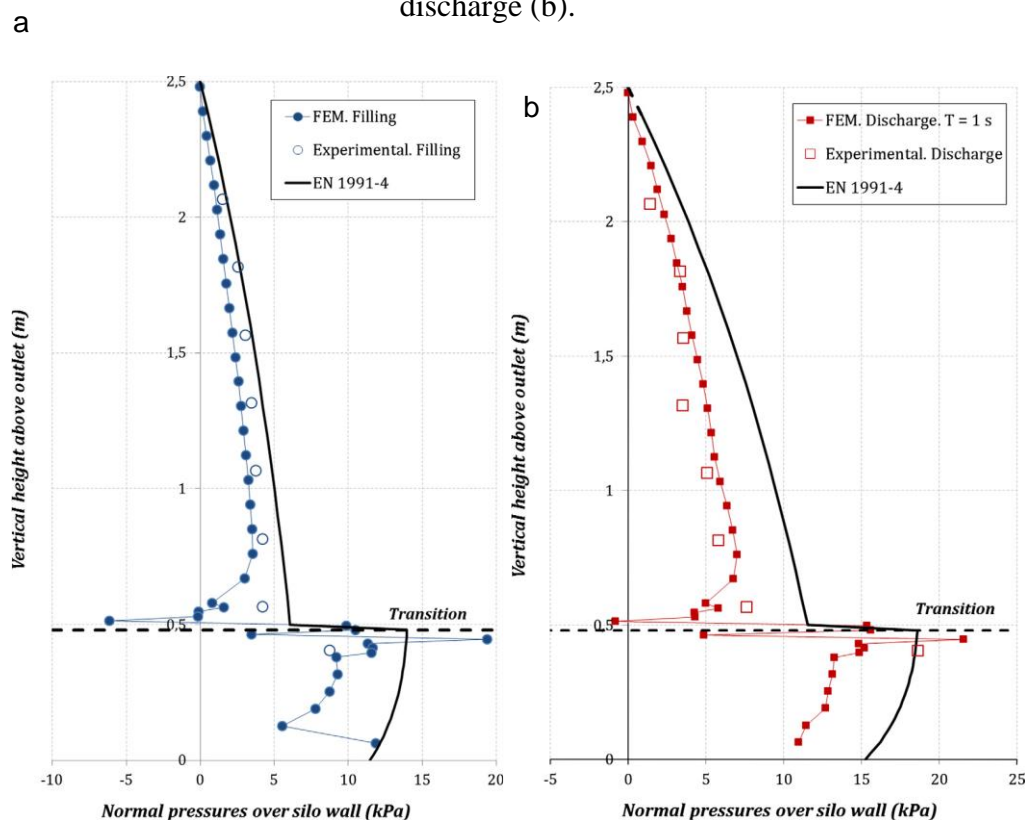 discharge (b).
a
2,5
2
1,5
1
0,5
0
-10
-5
0
5
10
15
20
Vertical height above outlet (m)
Normal pressures over silo wall (kPa)
FEM. Filling
Experimental. Filling
EN 1991-4
Transition
b
2,5
2
1,5
1
0,5
0
-5
0
5
10
15
20
25
Vertical height above outlet (m)
Normal pressures over silo wall (kPa)
FEM. Discharge. T = 1 s
Experimental. Discharge
EN 1991-4
Transition